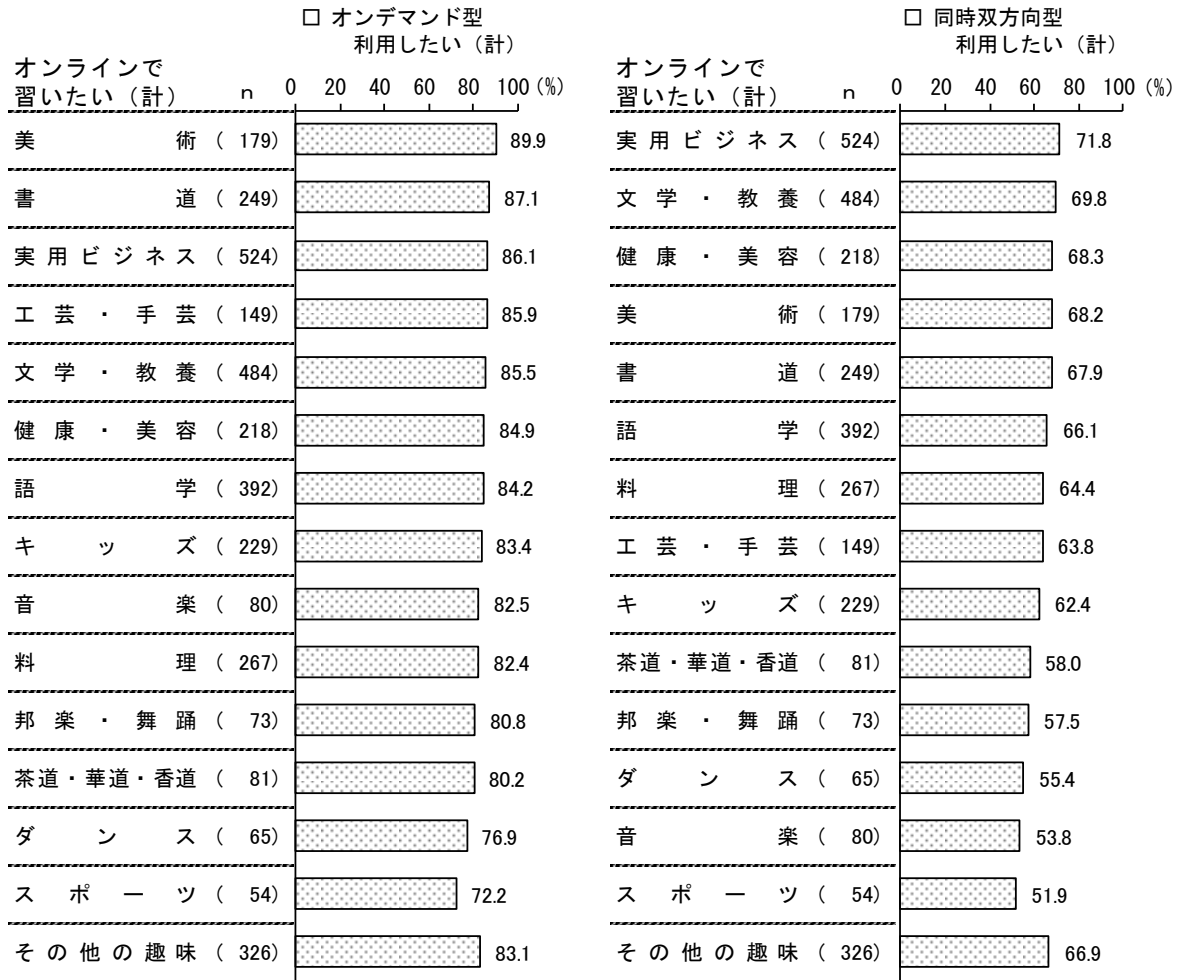 □ オンデマンド型
利用したい（計）
オンラインで
習いたい（計） n 0 20 40 60 80 100 (%)
美術 ( 179) 89.9
書道 ( 249) 87.1
実用ビジネス ( 524) 86.1
工芸・手芸 ( 149) 85.9
文学・教養 ( 484) 85.5
健康・美容 ( 218) 84.9
語学 ( 392) 84.2
キッズ ( 229) 83.4
音楽 ( 80) 82.5
料理 ( 267) 82.4
邦楽・舞踊 ( 73) 80.8
茶道・華道・香道 ( 81) 80.2
ダンス ( 65) 76.9
スポーツ ( 54) 72.2
その他の趣味 ( 326) 83.1
□ 同時双方向型
利用したい（計）
オンラインで
習いたい（計） n 0 20 40 60 80 100 (%)
実用ビジネス ( 524) 71.8
文学・教養 ( 484) 69.8
健康・美容 ( 218) 68.3
美術 ( 179) 68.2
書道 ( 249) 67.9
語学 ( 392) 66.1
料理 ( 267) 64.4
工芸・手芸 ( 149) 63.8
キッズ ( 229) 62.4
茶道・華道・香道 ( 81) 58.0
邦楽・舞踊 ( 73) 57.5
ダンス ( 65) 55.4
音楽 ( 80) 53.8
スポーツ ( 54) 51.9
その他の趣味 ( 326) 66.9